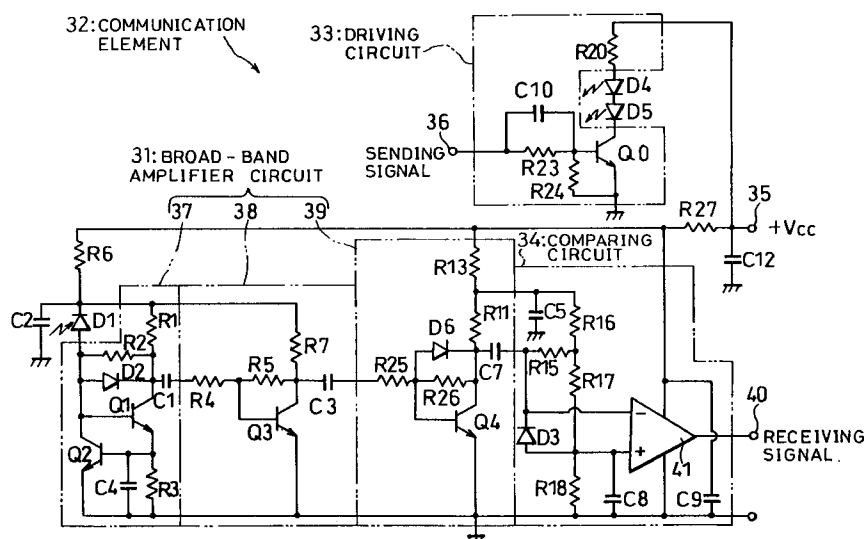 32: COMMUNICATION
ELEMENT
33: DRIVING
CIRCUIT
R20
D4
D5
C10
36
SENDING
SIGNAL
R23
R24
Q0
31: BROAD-BAND
AMPLIFIER CIRCUIT
37
38
39
R27
35
+Vcc
34: COMPARING
CIRCUIT
C12
R6
R13
C2
D1
R1
R2
D2
R7
R5
C1
R4
C3
R25
D6
R11
C5
R16
C7
R15
R26
R17
Q1
Q2
Q3
Q4
D3
−
+
41
40
RECEIVING
SIGNAL.
C4
R3
R18
C8
C9